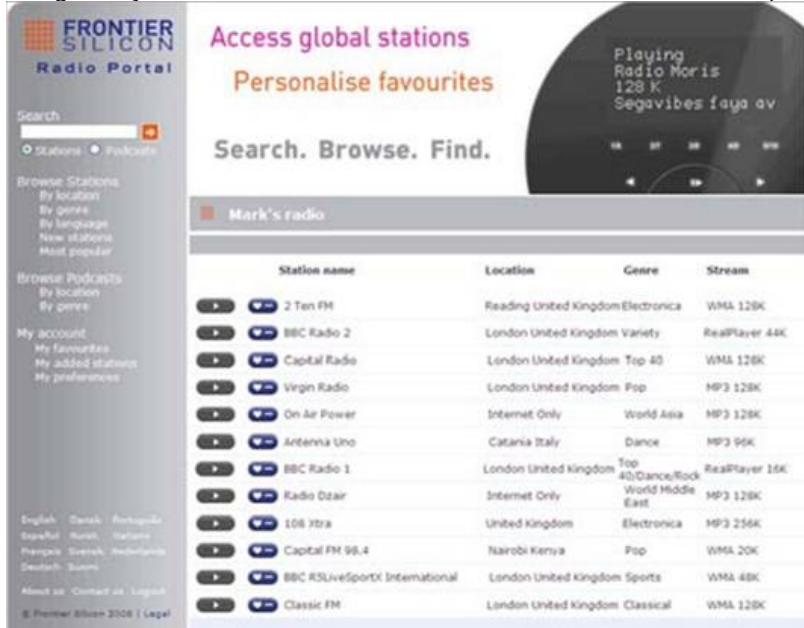 FRONTIER
SILICON
Radio Portal
Access global stations
Personalise favourites
Search. Browse. Find.
Playing
Radio Moris
128 K
Segavibes faya av
Search
Stations Podcasts
Browse Stations
By location
By genre
By language
New stations
Most popular
Browse Podcasts
By location
By genre
My account
My favourites
My added stations
My preferences
English Dansk Português
Español Norsk Italiano
Français Svensk Nederlands
Deutsch Suomi
About us Contact us Logout
© Frontier Silicon 2008 | Legal
Mark's radio
Station name Location Genre Stream
2 Ten FM Reading United Kingdom Electronica WMA 128K
BBC Radio 2 London United Kingdom Variety RealPlayer 44K
Capital Radio London United Kingdom Top 40 WMA 128K
Virgin Radio London United Kingdom Pop MP3 128K
On Air Power Internet Only World Asia MP3 128K
Antenna Uno Catania Italy Dance MP3 96K
BBC Radio 1 London United Kingdom Top 40/Dance/Rock RealPlayer 16K
Radio Dzair Internet Only World Middle East MP3 128K
108 Xtra United Kingdom Electronica MP3 256K
Capital FM 98.4 Nairobi Kenya Pop WMA 20K
BBC R5LiveSportX International London United Kingdom Sports WMA 48K
Classic FM London United Kingdom Classical WMA 128K